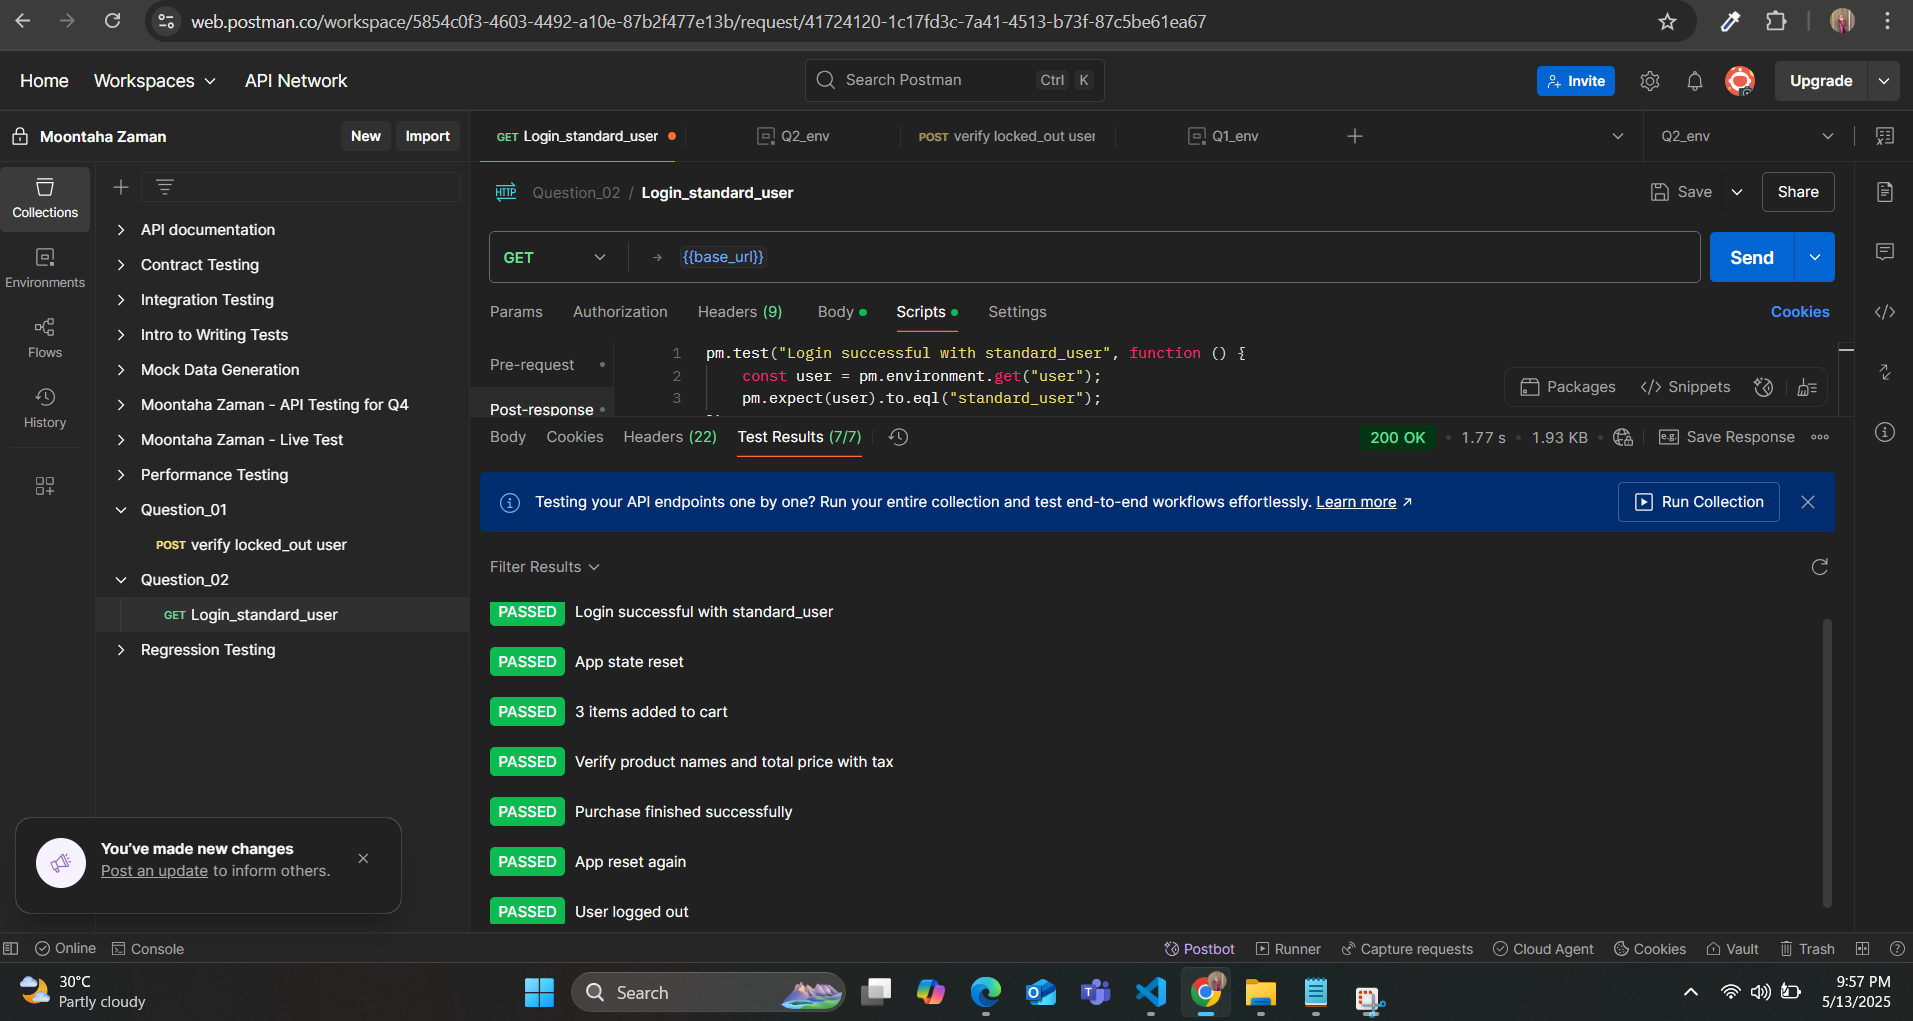 web.postman.co/workspace/5854c0f3-4603-4492-a10e-87b2f477e13b/request/41724120-1c17fd3c-7a41-4513-b73f-87c5be61ea67
Home Workspaces API Network
Search Postman Ctrl K
Invite Upgrade
Moontaha Zaman New Import
GET Login_standard_user Q2_env POST verify locked_out user Q1_env Q2_env
Collections
Environments
Flows
History
API documentation
Contract Testing
Integration Testing
Intro to Writing Tests
Mock Data Generation
Moontaha Zaman - API Testing for Q4
Moontaha Zaman - Live Test
Performance Testing
Question_01
POST verify locked_out user
Question_02
GET Login_standard_user
Regression Testing
HTTP Question_02 / Login_standard_user Save Share
GET {{base_url}} Send
Params Authorization Headers (9) Body Scripts Settings Cookies
Pre-request
Post-response
1 pm.test("Login successful with standard_user", function () {
2 const user = pm.environment.get("user");
3 pm.expect(user).to.eql("standard_user");
Packages Snippets
Body Cookies Headers (22) Test Results (7/7) 200 OK 1.77 s 1.93 KB e.g. Save Response
Testing your API endpoints one by one? Run your entire collection and test end-to-end workflows effortlessly. Learn more Run Collection
Filter Results
PASSED Login successful with standard_user
PASSED App state reset
PASSED 3 items added to cart
PASSED Verify product names and total price with tax
PASSED Purchase finished successfully
PASSED App reset again
PASSED User logged out
You've made new changes
Post an update to inform others.
Online Console Postbot Runner Capture requests Cloud Agent Cookies Vault Trash
30°C
Partly cloudy
Search
9:57 PM
5/13/2025